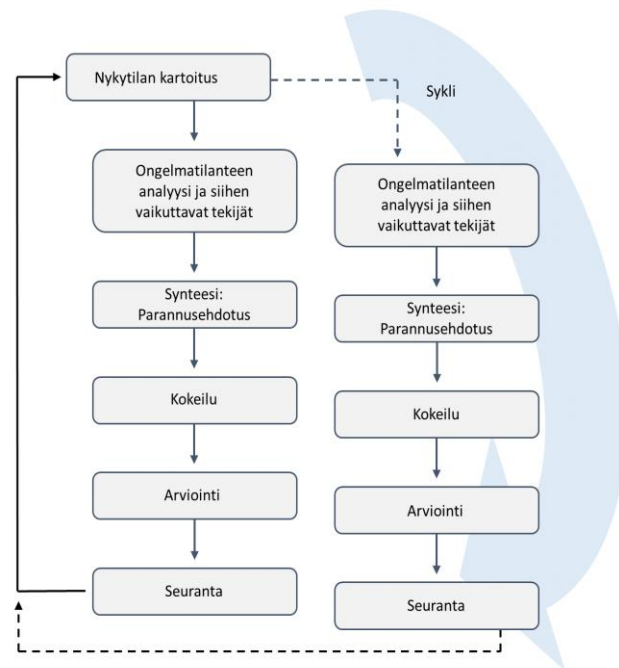 Nykytilan kartoitus
Sykli
Ongelmatilanteen
analyysi ja siihen
vaikuttavat tekijät
Synteesi:
Parannusehdotus
Kokeilu
Arviointi
Seuranta
Ongelmatilanteen
analyysi ja siihen
vaikuttavat tekijät
Synteesi:
Parannusehdotus
Kokeilu
Arviointi
Seuranta